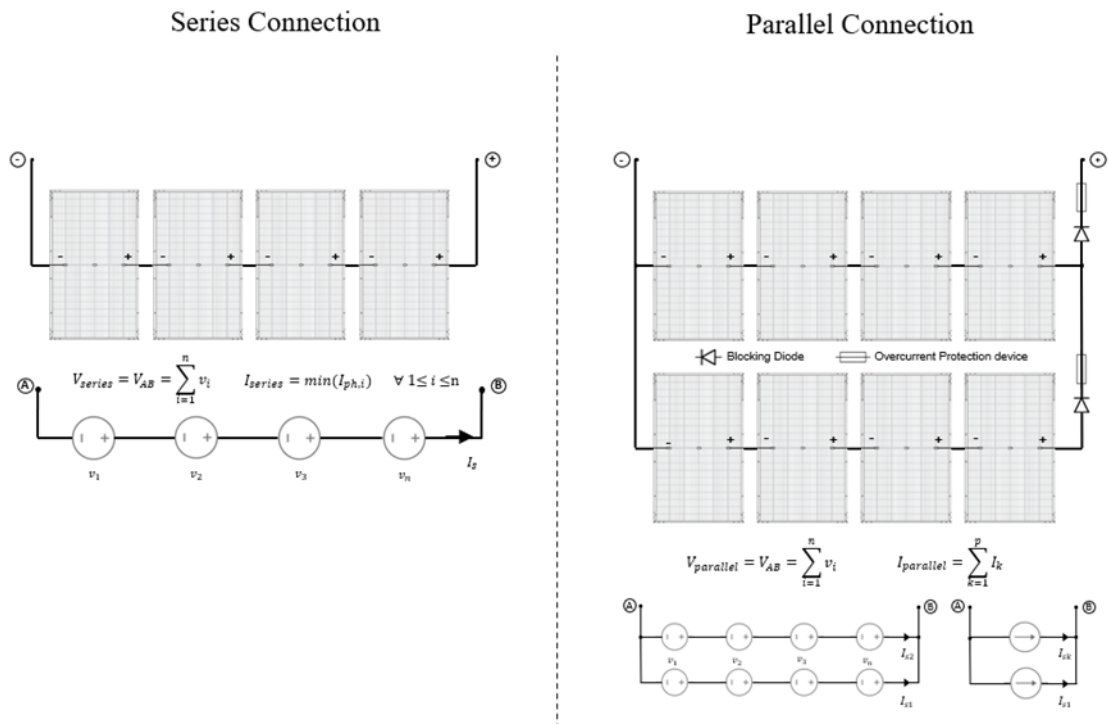 Series Connection
Parallel Connection
- +
- + - + - + - +
V_series = V_AB = ∑_{i=1}^{n} v_i I_series = min(I_ph,i) ∀ 1≤ i ≤n
A B
I + I + I + I +
v_1 v_2 v_3 v_n I_s
- +
- + - + - + - +
Blocking Diode Overcurrent Protection device
- + - + - + - +
V_parallel = V_AB = ∑_{i=1}^{n} v_i I_parallel = ∑_{k=1}^{p} I_k
A B A B
I + I + I + I +
v_1 v_2 v_3 v_n I_s2 I_sk
I + I + I + I +
I_s1 I_s1